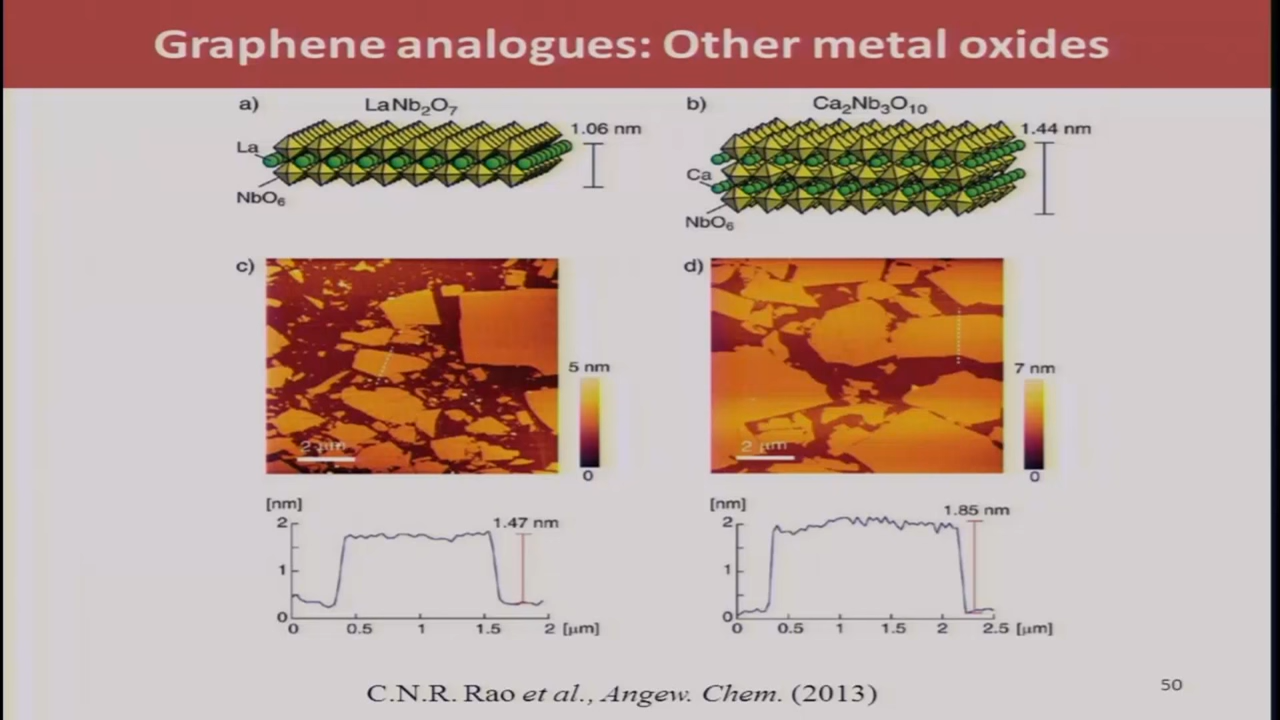 Graphene analogues: Other metal oxides
a) LaNb₂O₇
1.06 nm
La
NbO₆
b) Ca₂Nb₃O₁₀
1.44 nm
Ca
NbO₆
c)
5 nm
0
2 µm
d)
7 nm
0
2 µm
[nm]
2
1
0
1.47 nm
0 0.5 1 1.5 2 [µm]
[nm]
2
1
0
1.85 nm
0 0.5 1 1.5 2 2.5 [µm]
C.N.R. Rao et al., Angew. Chem. (2013)
50